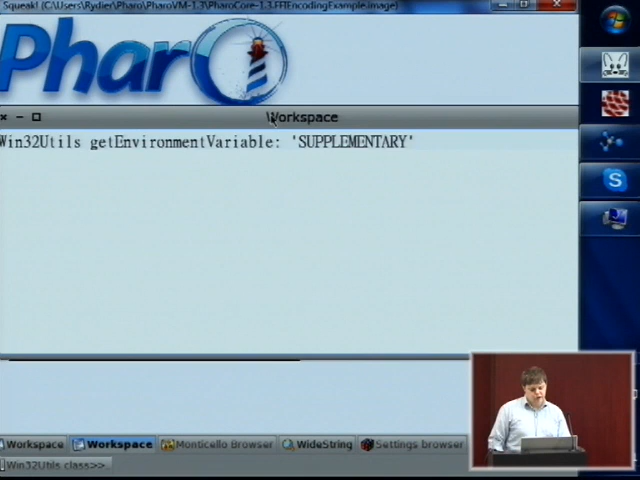 Squeak! (C:\Users\Rydier\Pharo\PharoVM-1.3\PharoCore-1.3.FFIEncodingExample.image)
Pharo
Workspace
Win32Utils getEnvironmentVariable: 'SUPPLEMENTARY'
Workspace
Workspace
Monticello Browser
WideString
Settings browser
Win32Utils class>>